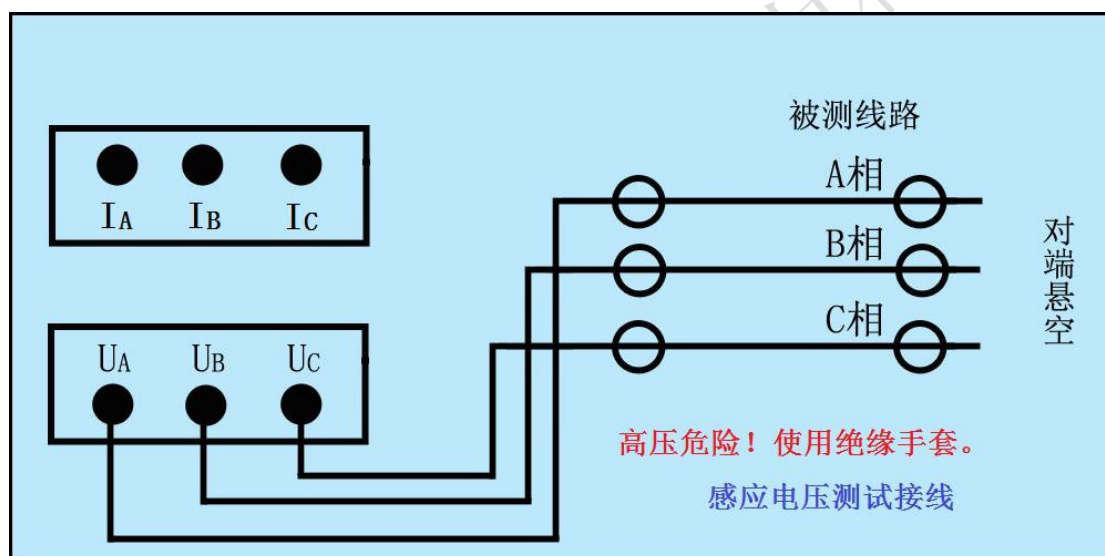 被测线路
A相
IA IB IC
B相
对端悬空
C相
UA UB UC
高压危险！使用绝缘手套。
感应电压测试接线